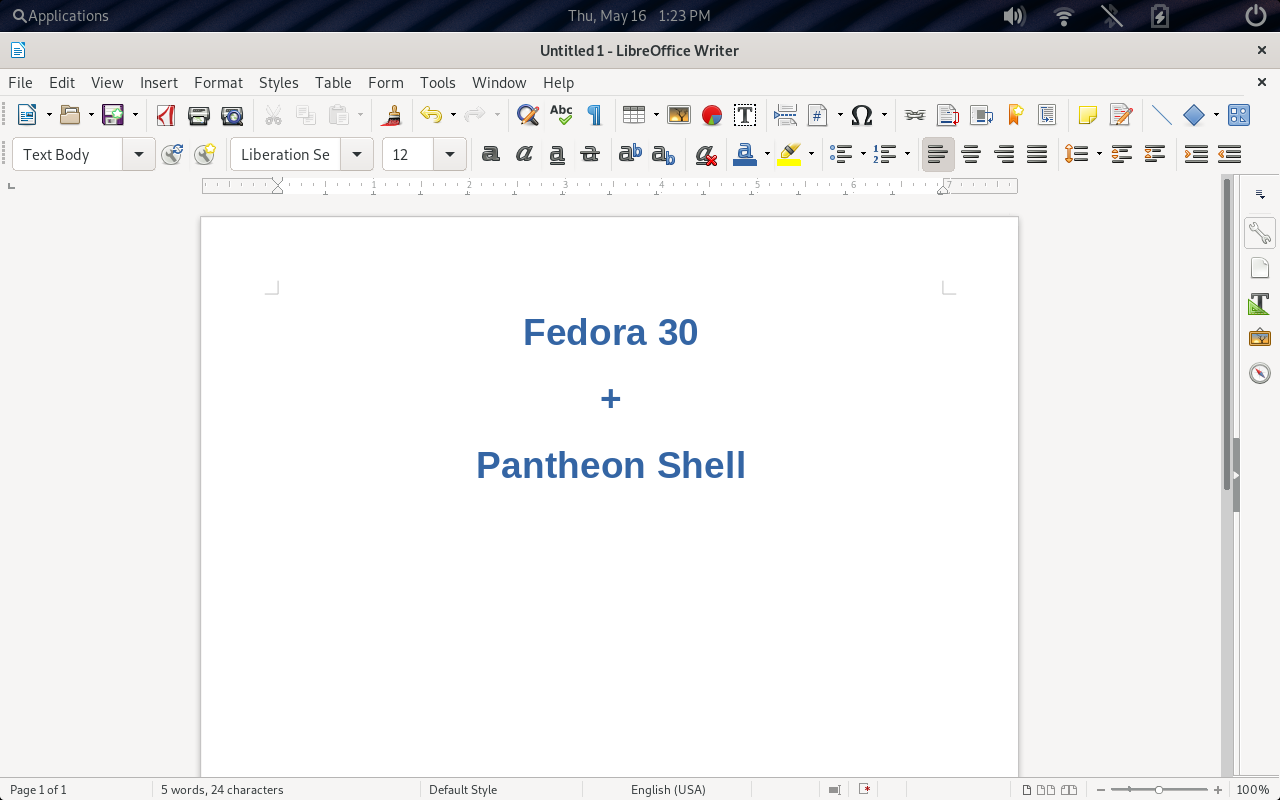 Applications Thu, May 16 1:23 PM
Untitled 1 - LibreOffice Writer
File Edit View Insert Format Styles Table Form Tools Window Help
Abc
Text Body Liberation Se 12
1 2 3 4 5 6 7
Fedora 30
+
Pantheon Shell
Page 1 of 1 5 words, 24 characters Default Style English (USA) 100%